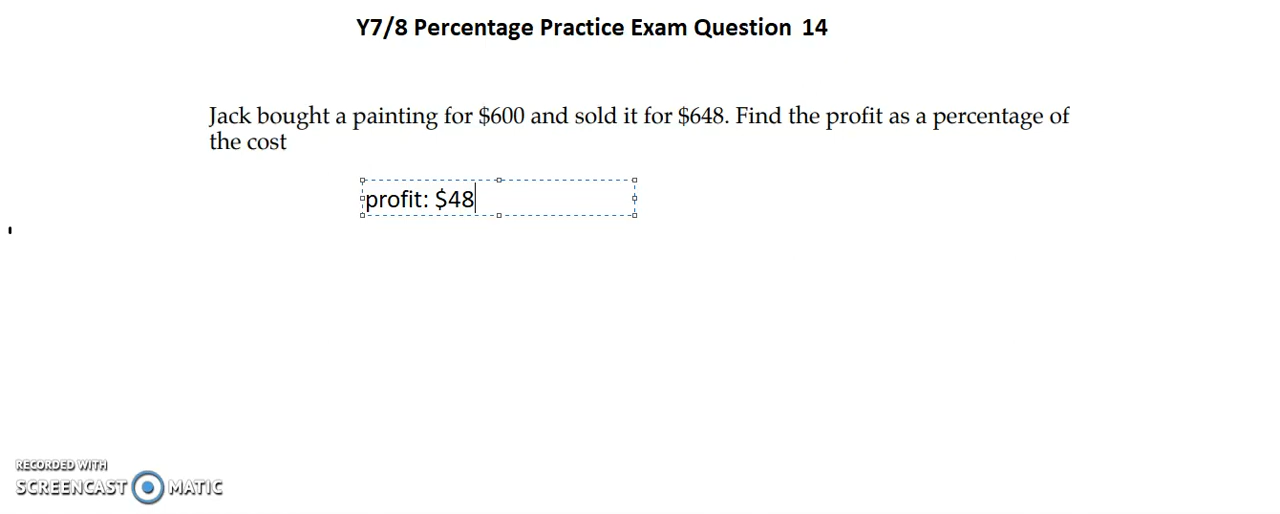 Y7/8 Percentage Practice Exam Question 14
Jack bought a painting for $600 and sold it for $648. Find the profit as a percentage of
the cost
profit: $48
RECORDED WITH
SCREENCAST MATIC